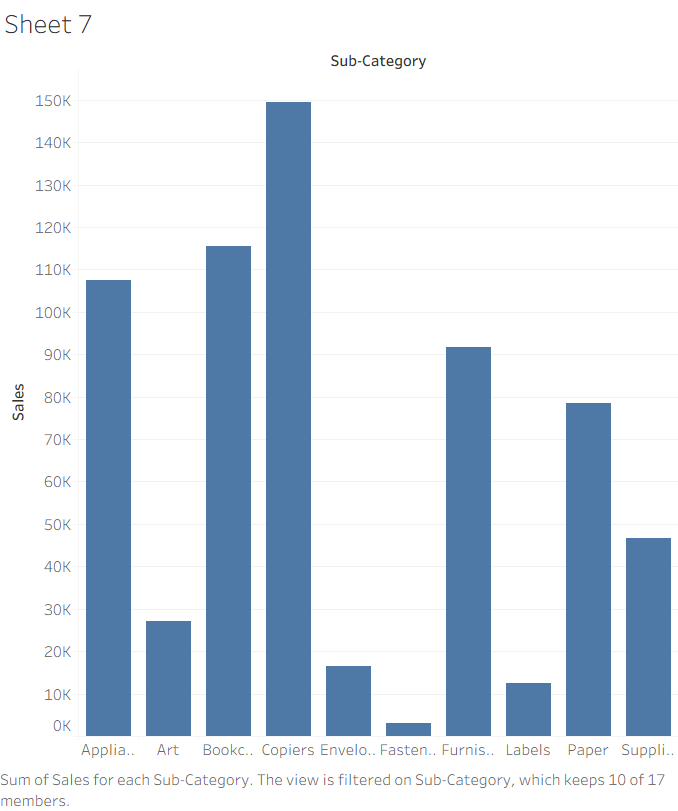 Sheet 7
Sub-Category
150K
140K
130K
120K
110K
100K
90K
80K
70K
60K
50K
40K
30K
20K
10K
0K
Sales
Applia.. Art Bookc.. Copiers Envelo.. Fasten.. Furnis.. Labels Paper Suppli..
Sum of Sales for each Sub-Category. The view is filtered on Sub-Category, which keeps 10 of 17
members.